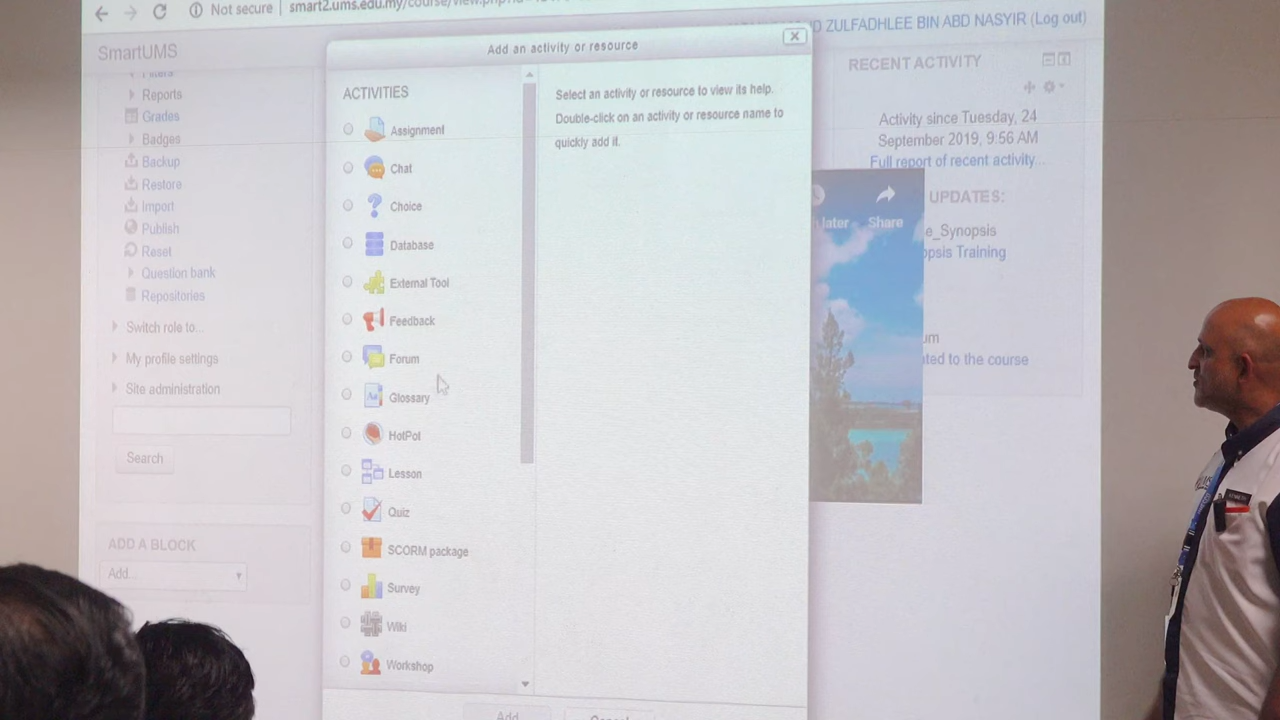 Not secure
smart2.ums.edu.my/course/view.php
ZULFADHLEE BIN ABD NASYIR (Log out)
SmartUMS
Add an activity or resource
Filters
Reports
Grades
Badges
Backup
Restore
Import
Publish
Reset
Question bank
Repositories
Switch role to...
My profile settings
Site administration
Search
ADD A BLOCK
Add...
ACTIVITIES
Assignment
Chat
Choice
Database
External Tool
Feedback
Forum
Glossary
HotPot
Lesson
Quiz
SCORM package
Survey
Wiki
Workshop
Add
Cancel
Select an activity or resource to view its help.
Double-click on an activity or resource name to
quickly add it.
RECENT ACTIVITY
Activity since Tuesday, 24
September 2019, 9:56 AM
Full report of recent activity...
UPDATES:
later
Share
e_Synopsis
opsis Training
um
ted to the course